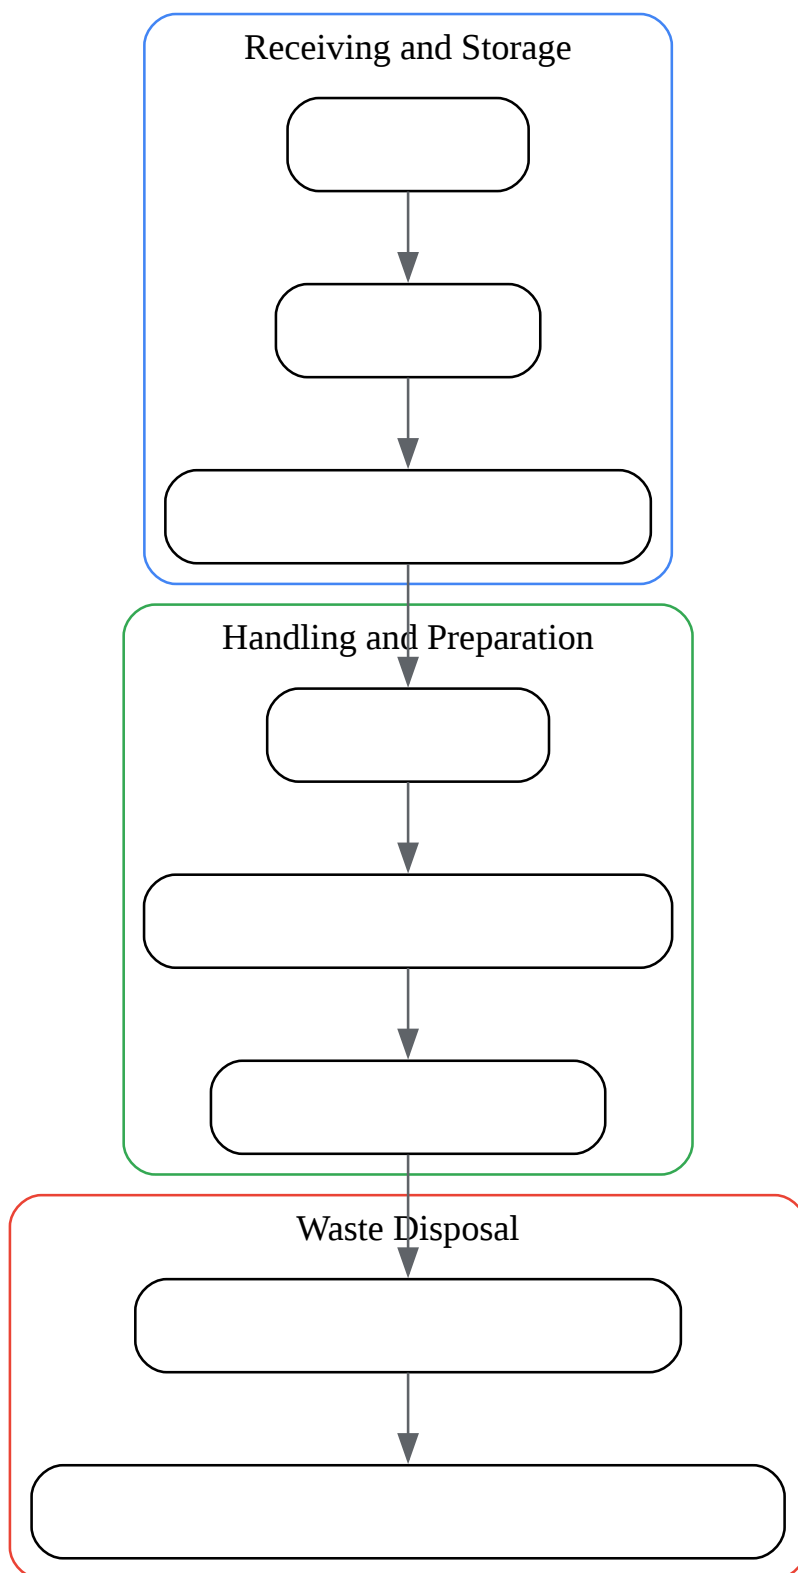 Receiving and Storage
Handling and Preparation
Waste Disposal